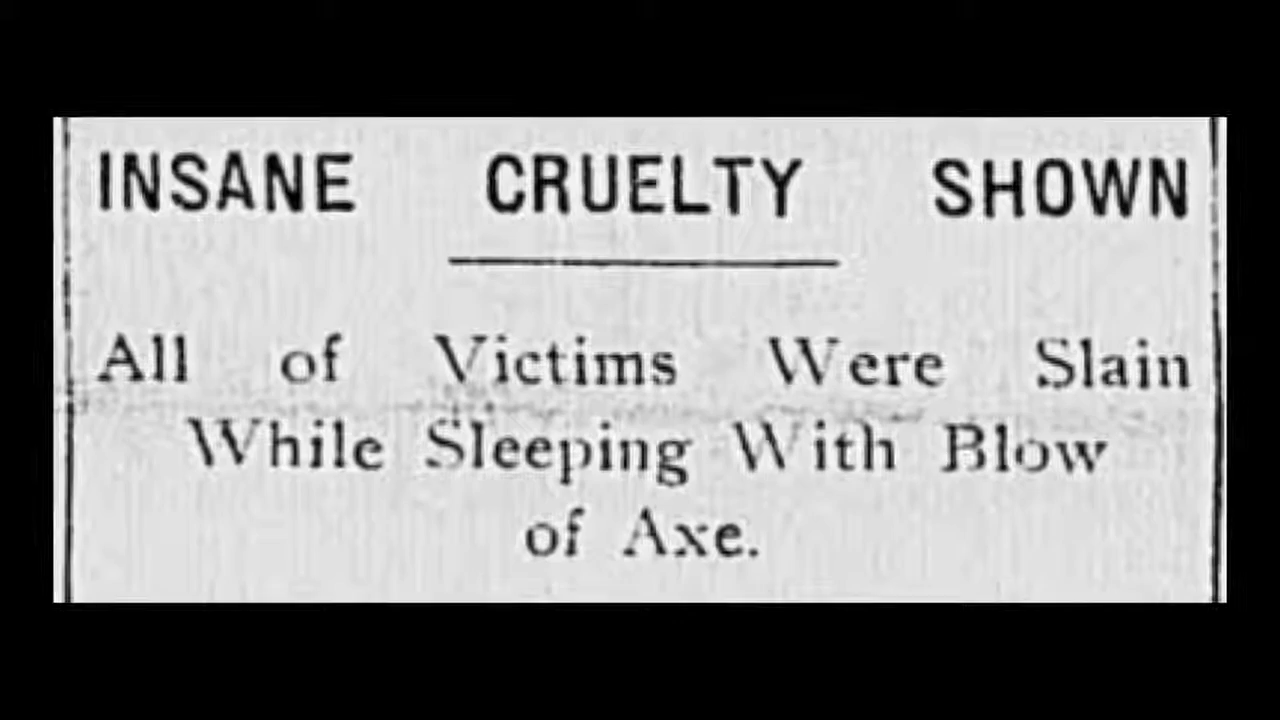 INSANE CRUELTY SHOWN
All of Victims Were Slain
While Sleeping With Blow
of Axe.